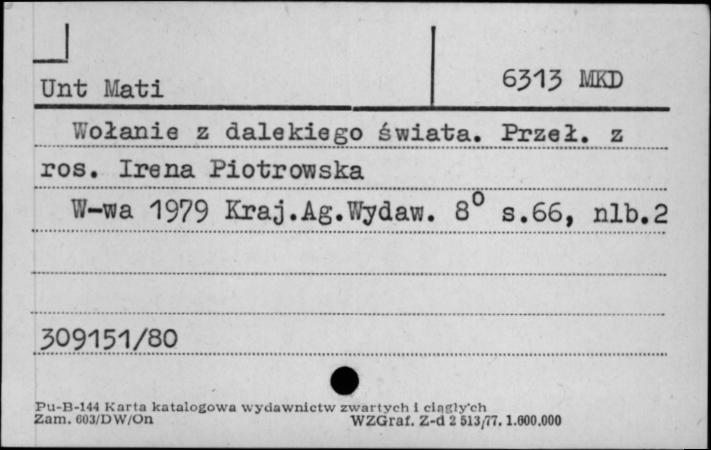 Unt Mati
6313 MKD
Wołanie z dalekiego świata. Przeł. z
ros. Irena Piotrowska
W-wa 1979 Kraj.Ag.Wydaw. 8° s.66, nlb.2
309151/80
Pu-B-144 Karta katalogowa wydawnictw zwartych i ciągłych
Zam. 603/DW/On WZGraf. Z-d 2 513/77. 1.600.000